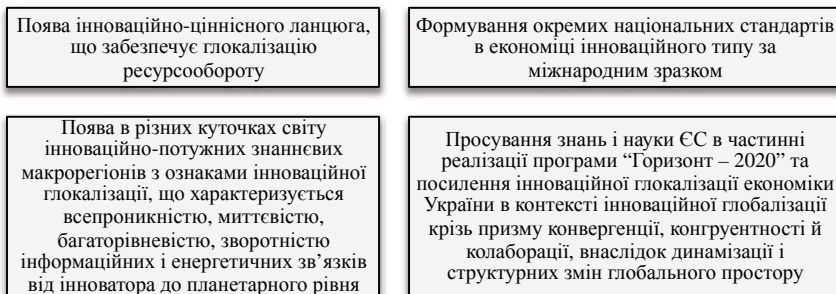 Поява інноваційно-ціннісного ланцюга,
що забезпечує глокалізацію
ресурсообороту
Формування окремих національних стандартів
в економіці інноваційного типу за
міжнародним зразком
Поява в різних куточках світу
інноваційно-потужних знаннєвих
макрорегіонів з ознаками інноваційної
глокалізації, що характеризується
всепроникністю, миттєвістю,
багаторівневістю, зворотністю
інформаційних і енергетичних зв’язків
від інноватора до планетарного рівня
Просування знань і науки ЄС в частинні
реалізації програми “Горизонт – 2020” та
посилення інноваційної глокалізації економіки
України в контексті інноваційної глобалізації
крізь призму конвергенції, конгруентності й
колаборації, внаслідок динамізації і
структурних змін глобального простору